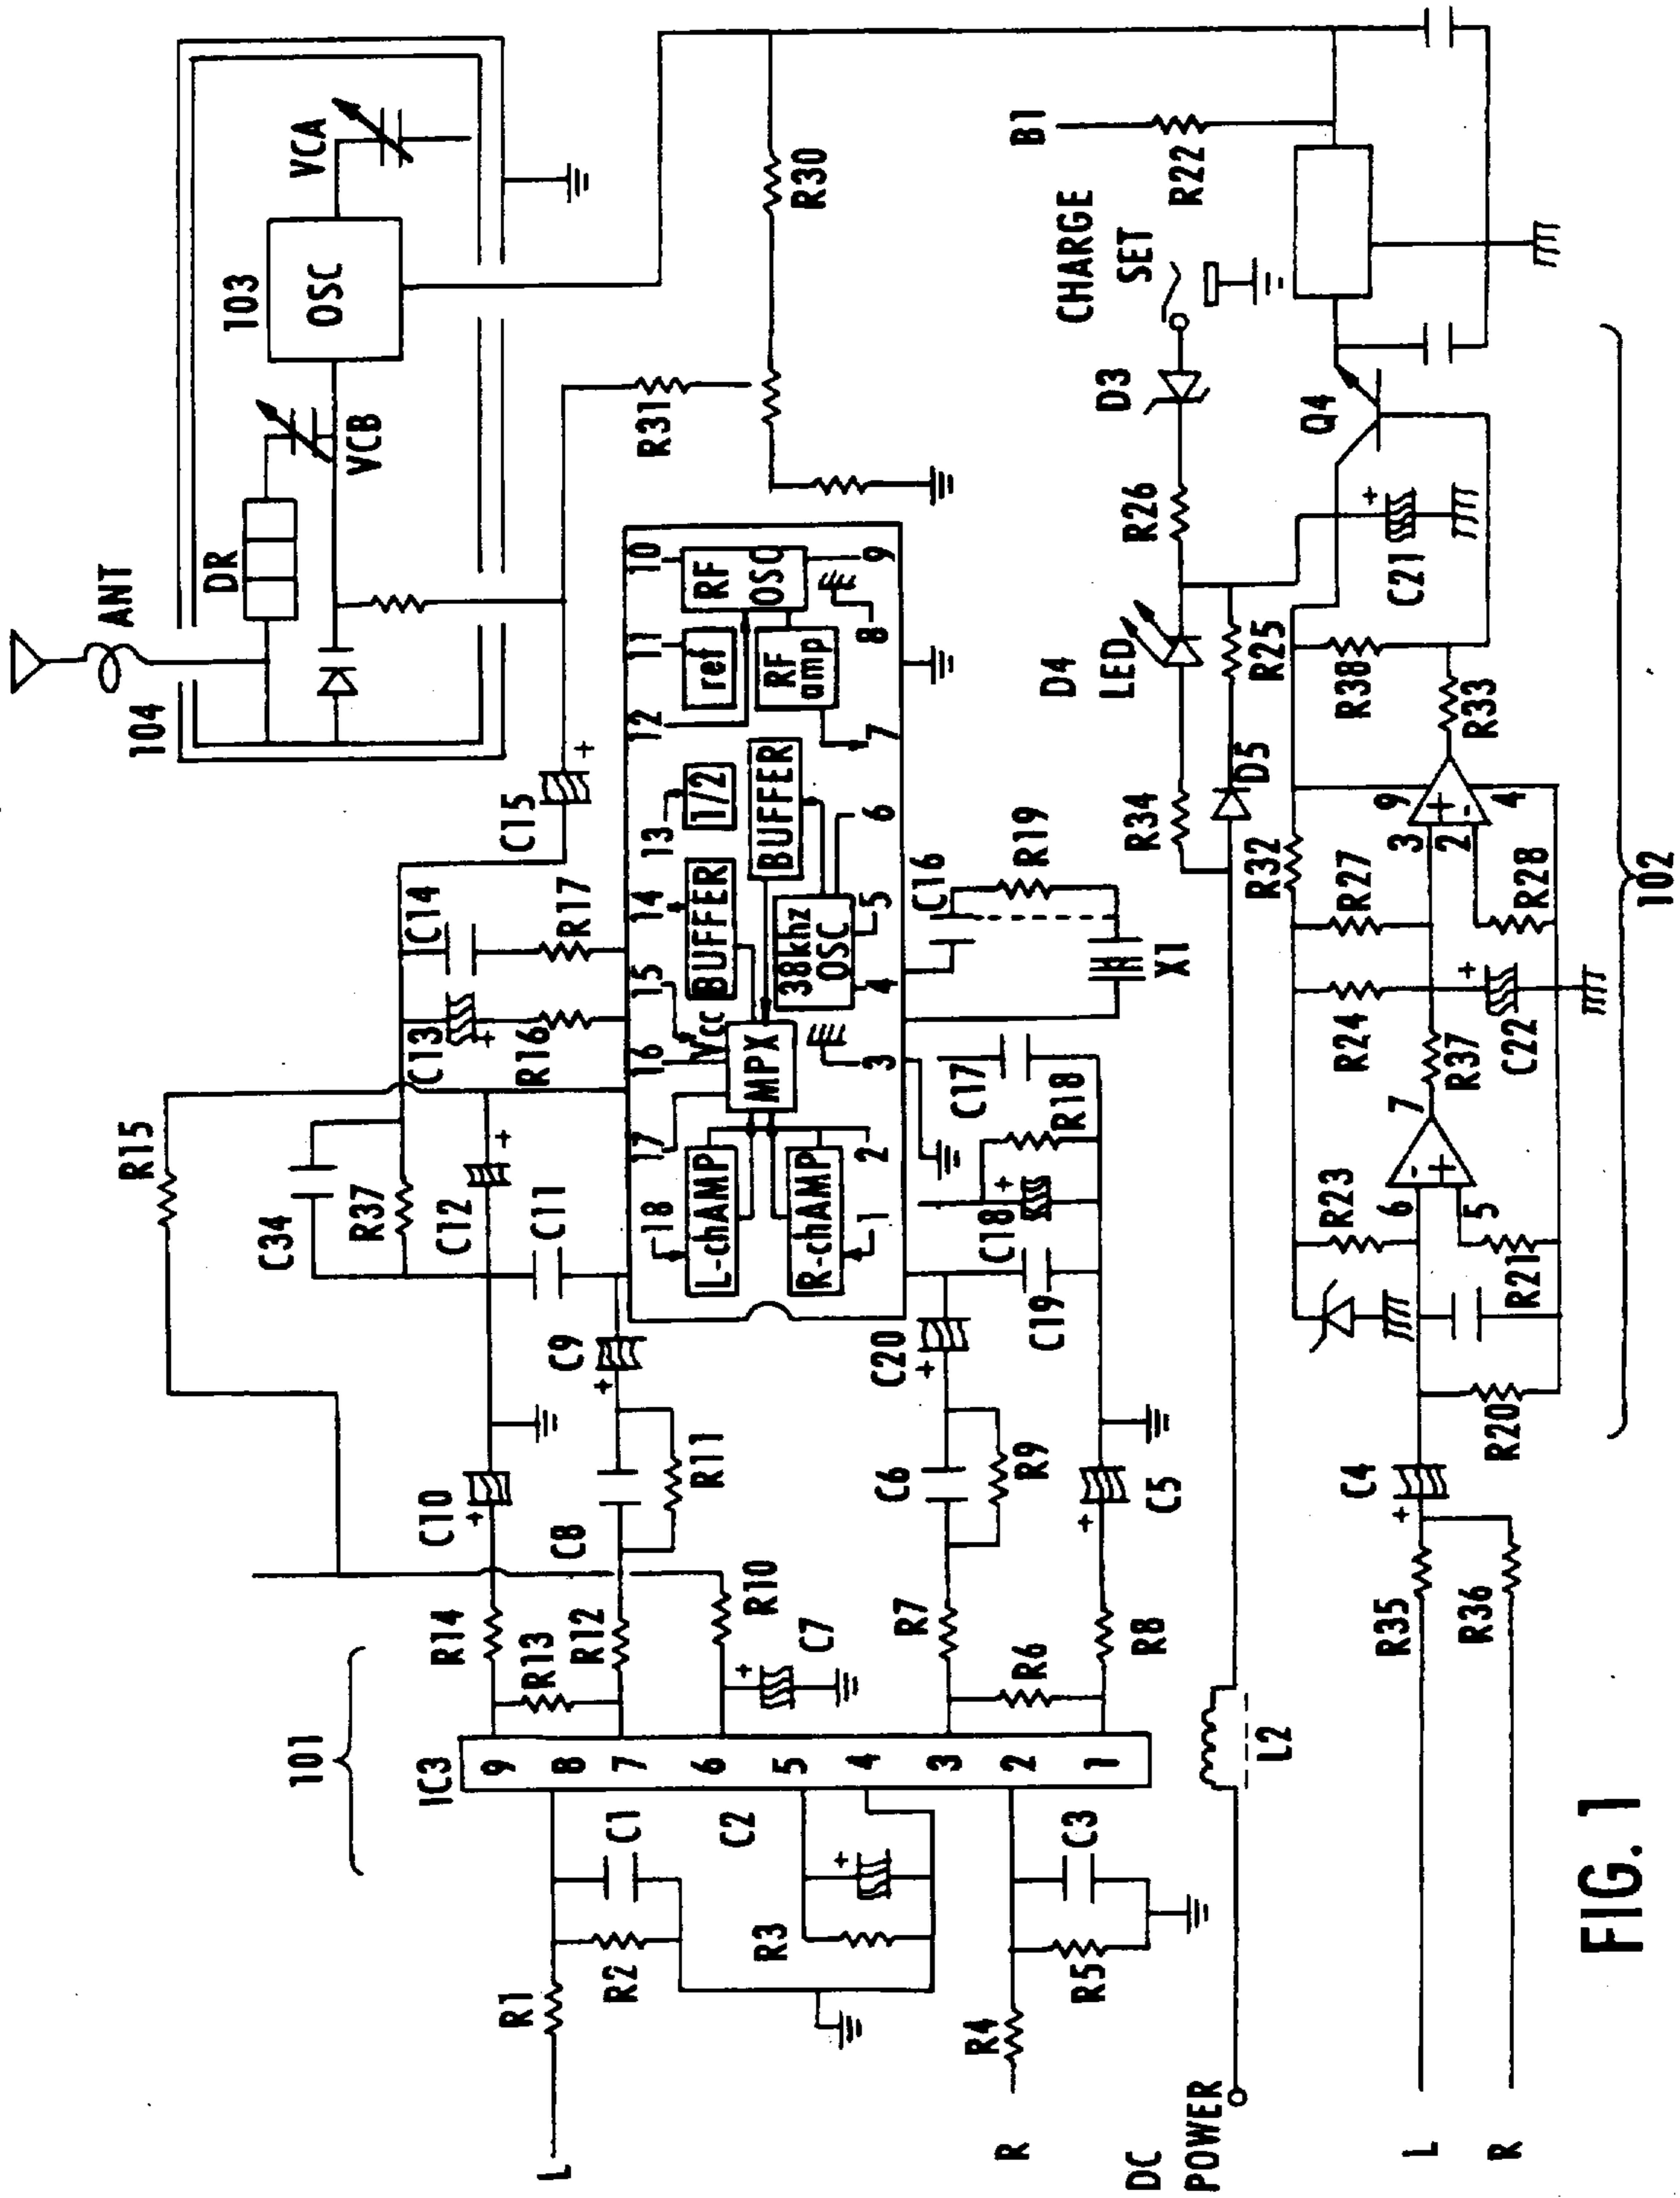 104
ANT
DR
VCB
103
OSC
VCA
R15
C34
R37
C12
C11
C13
R16
C14
R17
C15
R31
R30
101
IC3
9
8
7
6
5
4
3
2
1
L
R1
R2
C1
C2
R3
R
R4
R5
C3
R14
R13
R12
C10
C8
R11
C9
R10
C7
R7
R6
R8
C6
R9
C5
C20
C19
C18
R18
C17
18
17
16
15
14
13
12
11
10
L-chAMP
R-chAMP
MPX
Vcc
BUFFER
1/2
ref
RF
OSC
BUFFER
RF
amp
38khz
OSC
1
2
3
4
5
6
7
8
9
C16
R19
X1
DC
POWER
L2
R34
D4
LED
D5
R25
R26
D3
CHARGE
SET
B1
R22
Q4
C21
L
R
R35
R36
C4
R20
R21
R23
6
5
7
R37
R24
C22
R27
R28
R32
3
2
9
4
R38
R33
102
FIG. 1